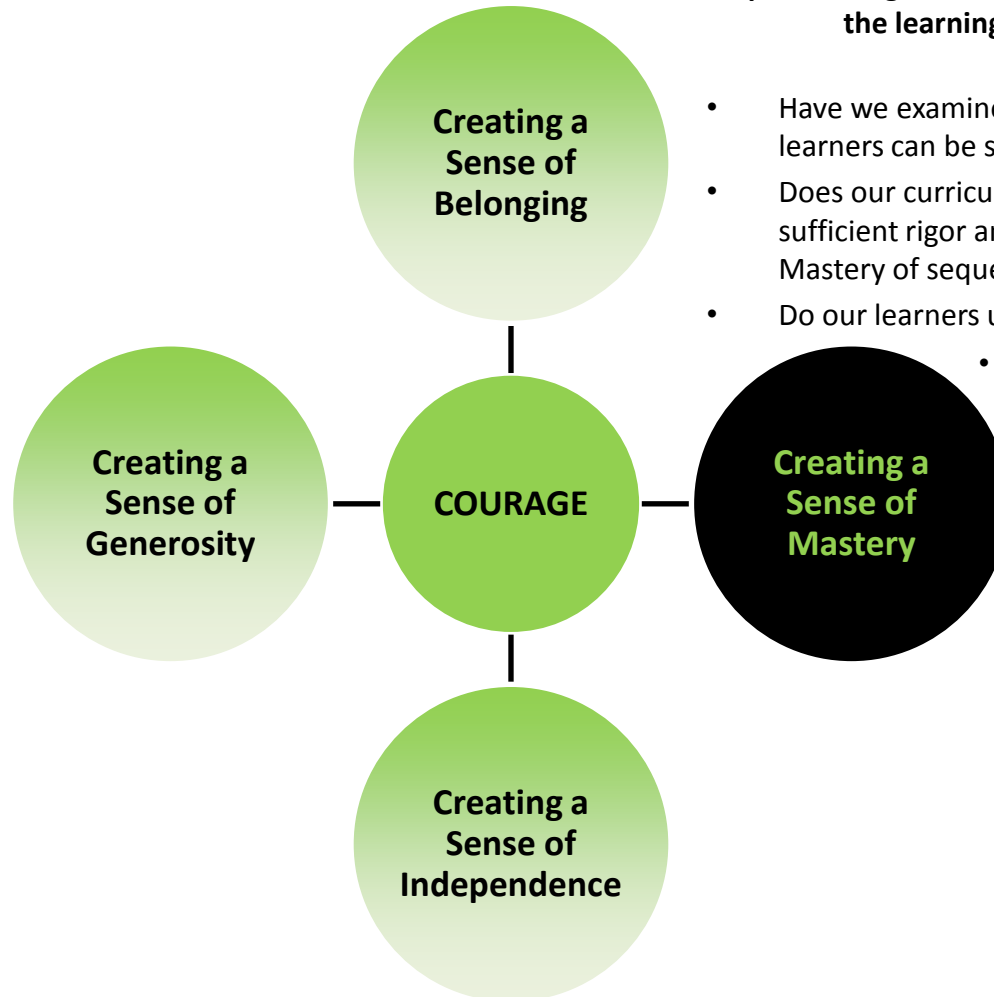 the learning
Creating a
Sense of
Belonging
• Have we examine
learners can be s
• Does our curricu
sufficient rigor a
Mastery of seque
• Do our learners u
•
Creating a
Sense of
Generosity
COURAGE
Creating a
Sense of
Mastery
Creating a
Sense of
Independence